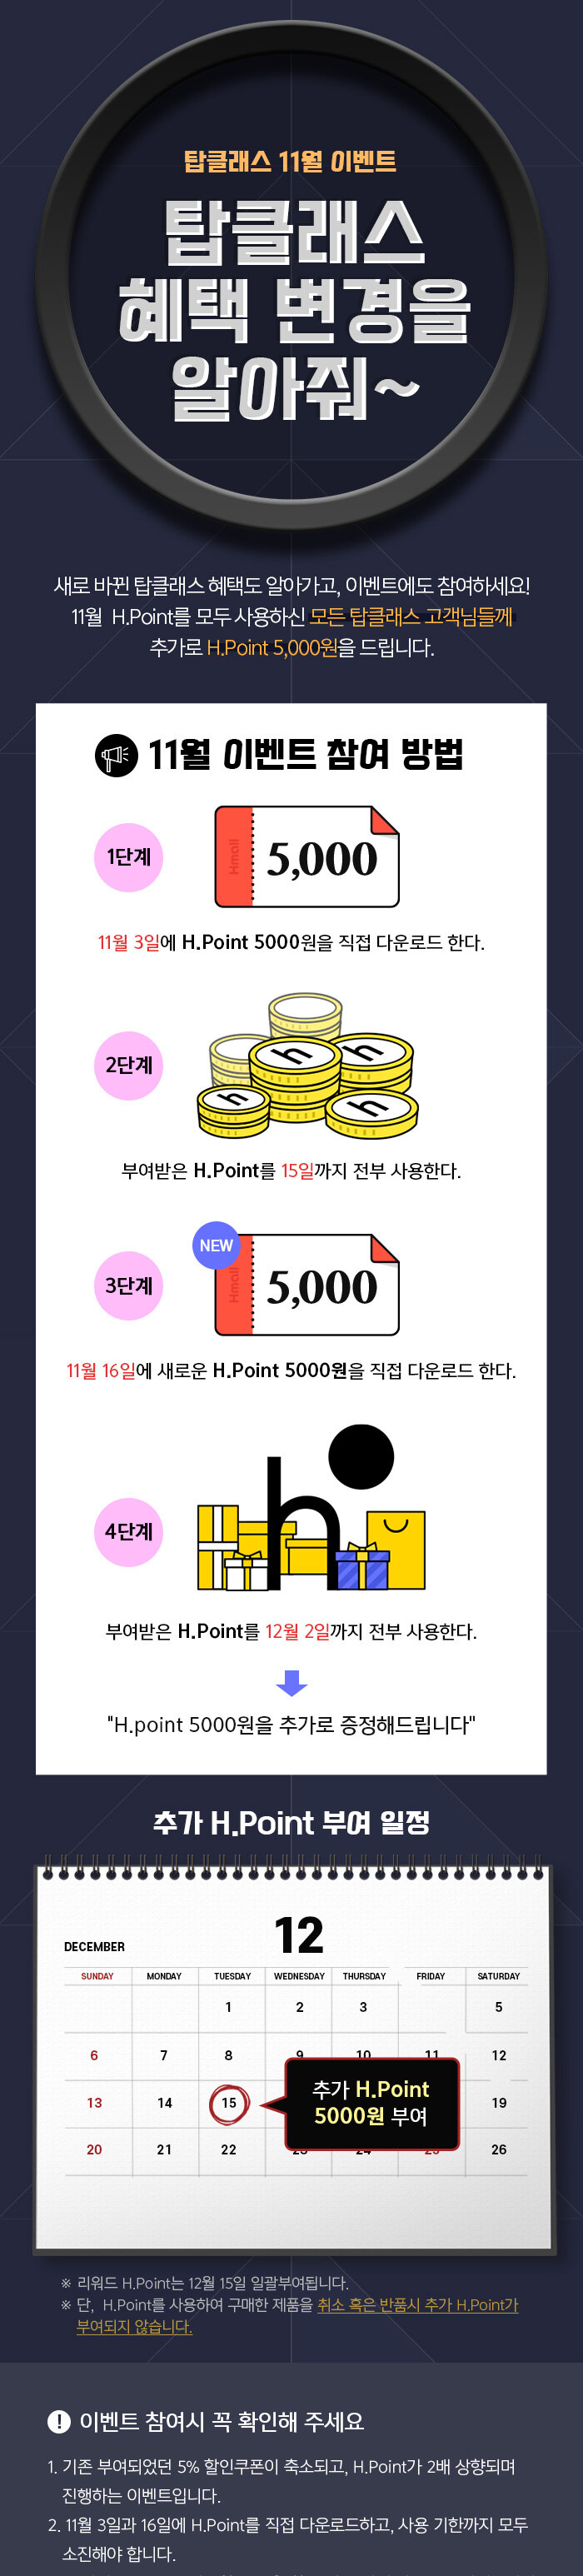 탑클래스 11월 이벤트
탑클래스
혜택 변경을
알아줘~
새로 바뀐 탑클래스 혜택도 알아가고, 이벤트에도 참여하세요!
11월 H.Point를 모두 사용하신 모든 탑클래스 고객님들께
추가로 H.Point 5,000원을 드립니다.
11월 이벤트 참여 방법
1단계
Hmall
5,000
11월 3일에 H.Point 5000원을 직접 다운로드 한다.
2단계
h
h
h
h
부여받은 H.Point를 15일까지 전부 사용한다.
NEW
3단계
Hmall
5,000
11월 16일에 새로운 H.Point 5000원을 직접 다운로드 한다.
4단계
h
부여받은 H.Point를 12월 2일까지 전부 사용한다.
"H.point 5000원을 추가로 증정해드립니다"
추가 H.Point 부여 일정
DECEMBER 12
SUNDAY MONDAY TUESDAY WEDNESDAY THURSDAY FRIDAY SATURDAY
1 2 3 5
6 7 8 9 10 11 12
13 14 15 19
추가 H.Point
5000원 부여
20 21 22 23 24 25 26
※ 리워드 H.Point는 12월 15일 일괄부여됩니다.
※ 단, H.Point를 사용하여 구매한 제품을 취소 혹은 반품시 추가 H.Point가
부여되지 않습니다.
! 이벤트 참여시 꼭 확인해 주세요
1. 기존 부여되었던 5% 할인쿠폰이 축소되고, H.Point가 2배 상향되며
진행하는 이벤트입니다.
2. 11월 3일과 16일에 H.Point를 직접 다운로드하고, 사용 기한까지 모두
소진해야 합니다.